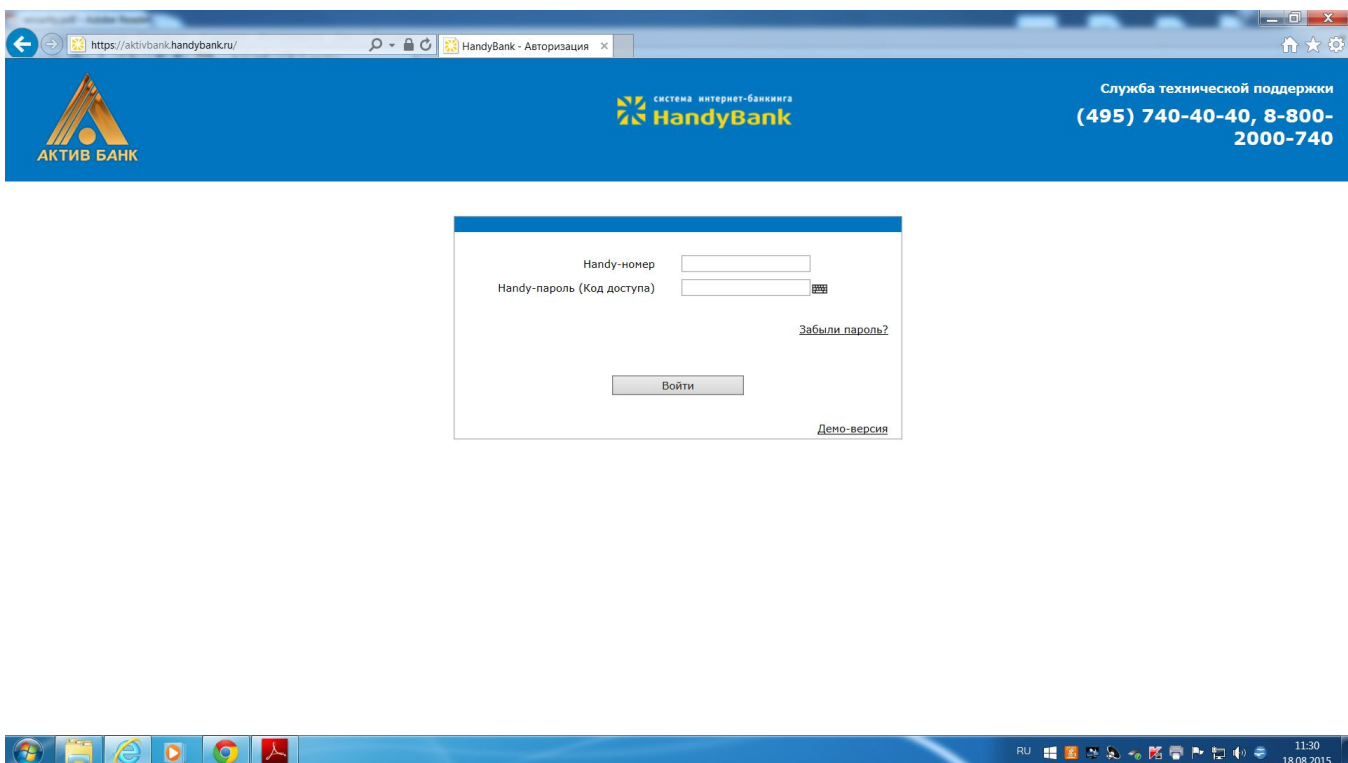 https://aktivbank.handybank.ru/
HandyBank - Авторизация
АКТИВ БАНК
система интернет-банкинга
HandyBank
Служба технической поддержки
(495) 740-40-40, 8-800-
2000-740
Handy-номер
Handy-пароль (Код доступа)
Забыли пароль?
Войти
Демо-версия
RU
11:30
18.08.2015